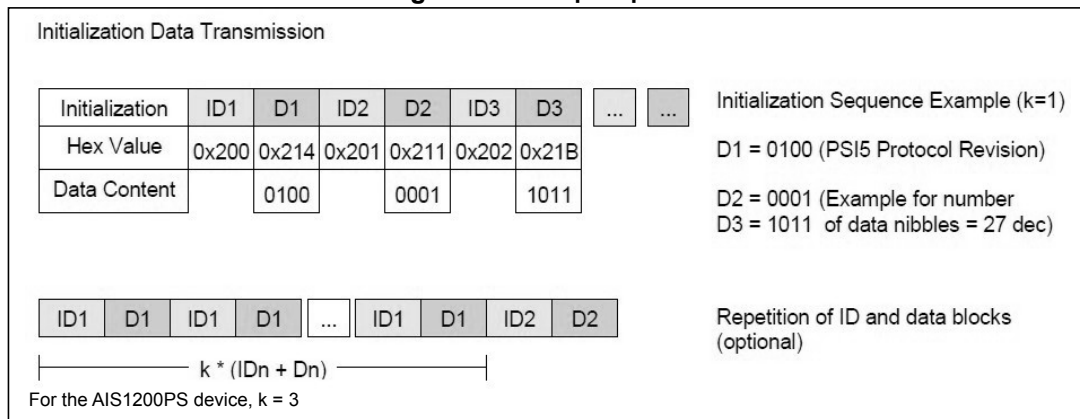 Initialization Data Transmission
Initialization ID1 D1 ID2 D2 ID3 D3 ... ...
Hex Value 0x200 0x214 0x201 0x211 0x202 0x21B
Data Content 0100 0001 1011
Initialization Sequence Example (k=1)
D1 = 0100 (PSI5 Protocol Revision)
D2 = 0001 (Example for number
D3 = 1011 of data nibbles = 27 dec)
ID1 D1 ID1 D1 ... ID1 D1 ID2 D2
k * (IDn + Dn)
Repetition of ID and data blocks
(optional)
For the AIS1200PS device, k = 3